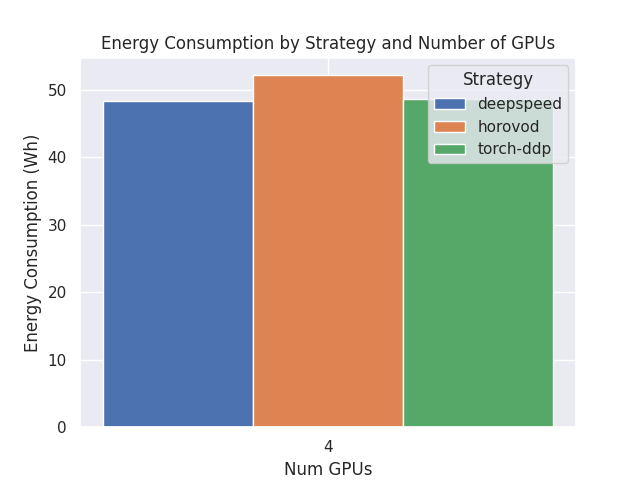 Energy Consumption by Strategy and Number of GPUs
Strategy
deepspeed
horovod
torch-ddp
Energy Consumption (Wh)
50
40
30
20
10
0
4
Num GPUs